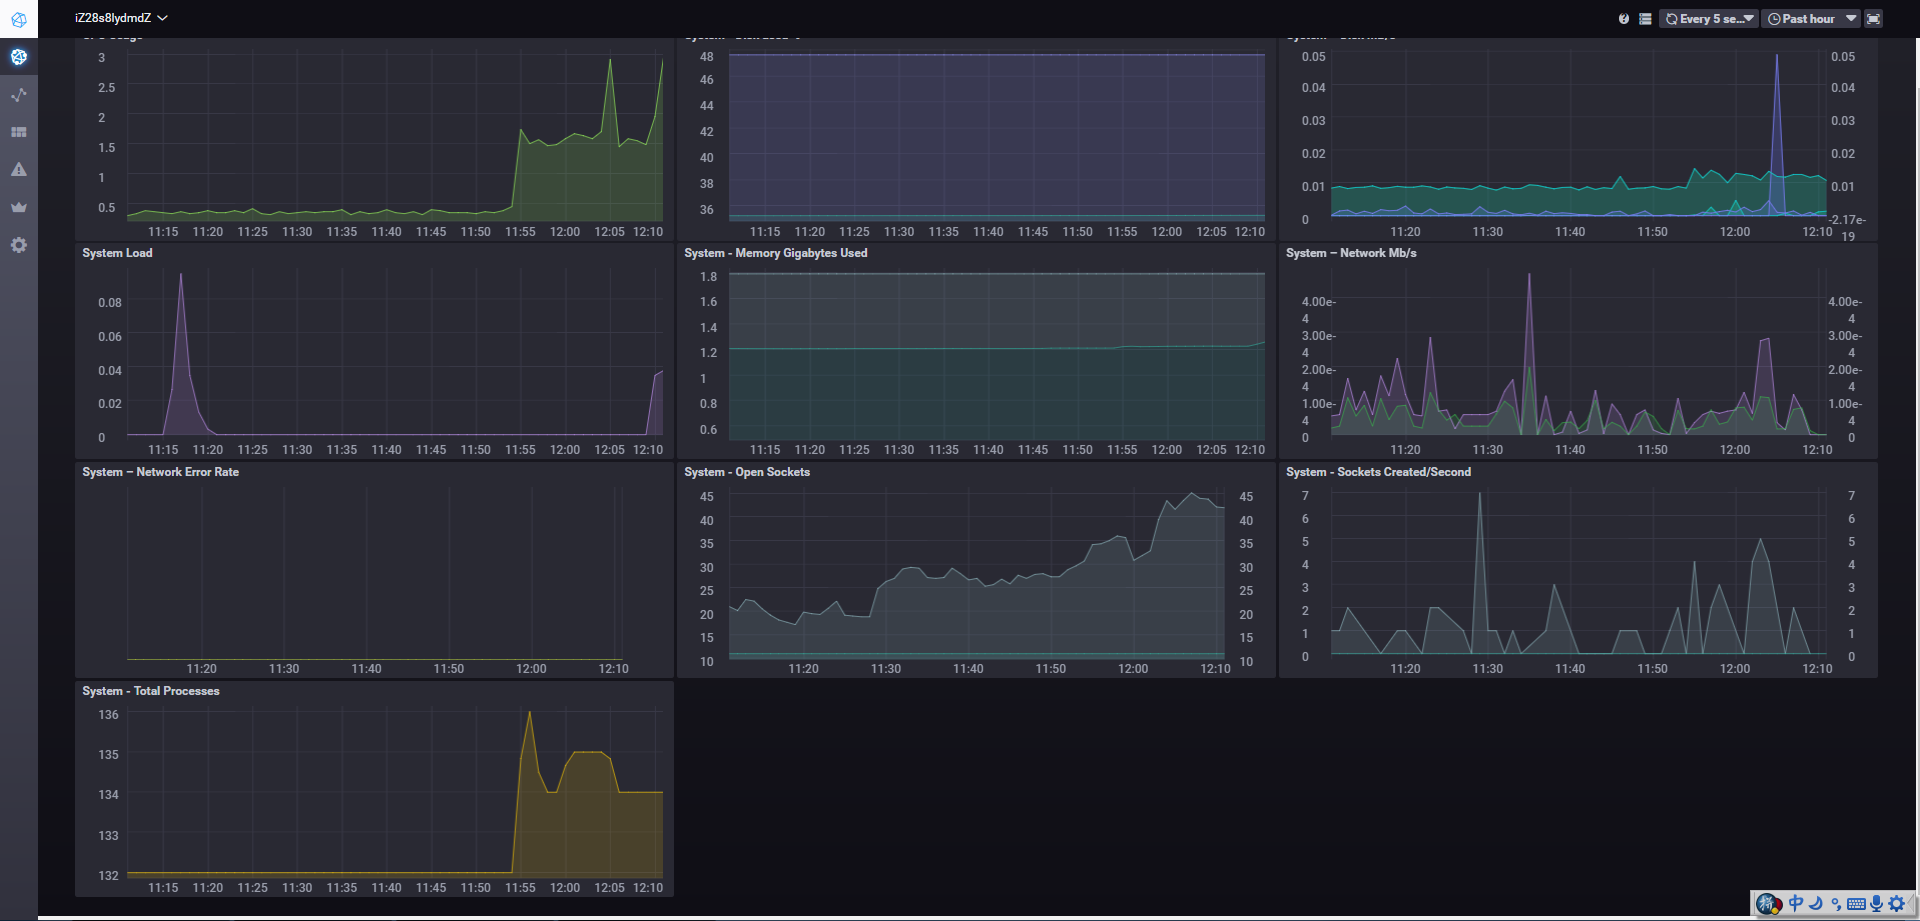 iZ28s8lydmdZ
Every 5 se...
Past hour
3
2.5
2
1.5
1
0.5
11:15 11:20 11:25 11:30 11:35 11:40 11:45 11:50 11:55 12:00 12:05 12:10
48
46
44
42
40
38
36
11:15 11:20 11:25 11:30 11:35 11:40 11:45 11:50 11:55 12:00 12:05 12:10
0.05 0.05
0.04 0.04
0.03 0.03
0.02 0.02
0.01 0.01
0 -2.17e-
19
11:20 11:30 11:40 11:50 12:00 12:10
System Load
0.08
0.06
0.04
0.02
0
11:15 11:20 11:25 11:30 11:35 11:40 11:45 11:50 11:55 12:00 12:05 12:10
System - Memory Gigabytes Used
1.8
1.6
1.4
1.2
1
0.8
0.6
11:15 11:20 11:25 11:30 11:35 11:40 11:45 11:50 11:55 12:00 12:05 12:10
System – Network Mb/s
4.00e- 4.00e-
4 4
3.00e- 3.00e-
4 4
2.00e- 2.00e-
4 4
1.00e- 1.00e-
4 4
0 0
11:20 11:30 11:40 11:50 12:00 12:10
System – Network Error Rate
11:20 11:30 11:40 11:50 12:00 12:10
System - Open Sockets
45 45
40 40
35 35
30 30
25 25
20 20
15 15
10 10
11:20 11:30 11:40 11:50 12:00 12:10
System - Sockets Created/Second
7 7
6 6
5 5
4 4
3 3
2 2
1 1
0 0
11:20 11:30 11:40 11:50 12:00 12:10
System - Total Processes
136
135
134
133
132
11:15 11:20 11:25 11:30 11:35 11:40 11:45 11:50 11:55 12:00 12:05 12:10
中